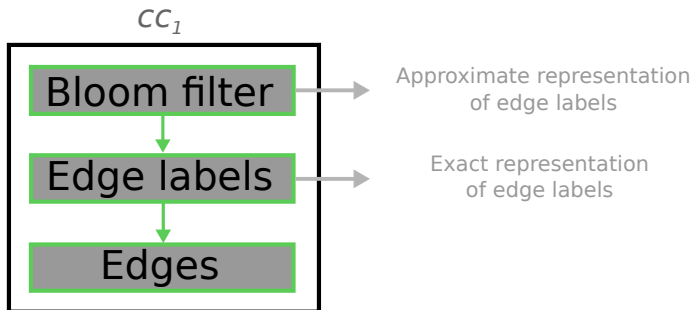 cc₁
Bloom filter
Approximate representation
of edge labels
Edge labels
Exact representation
of edge labels
Edges